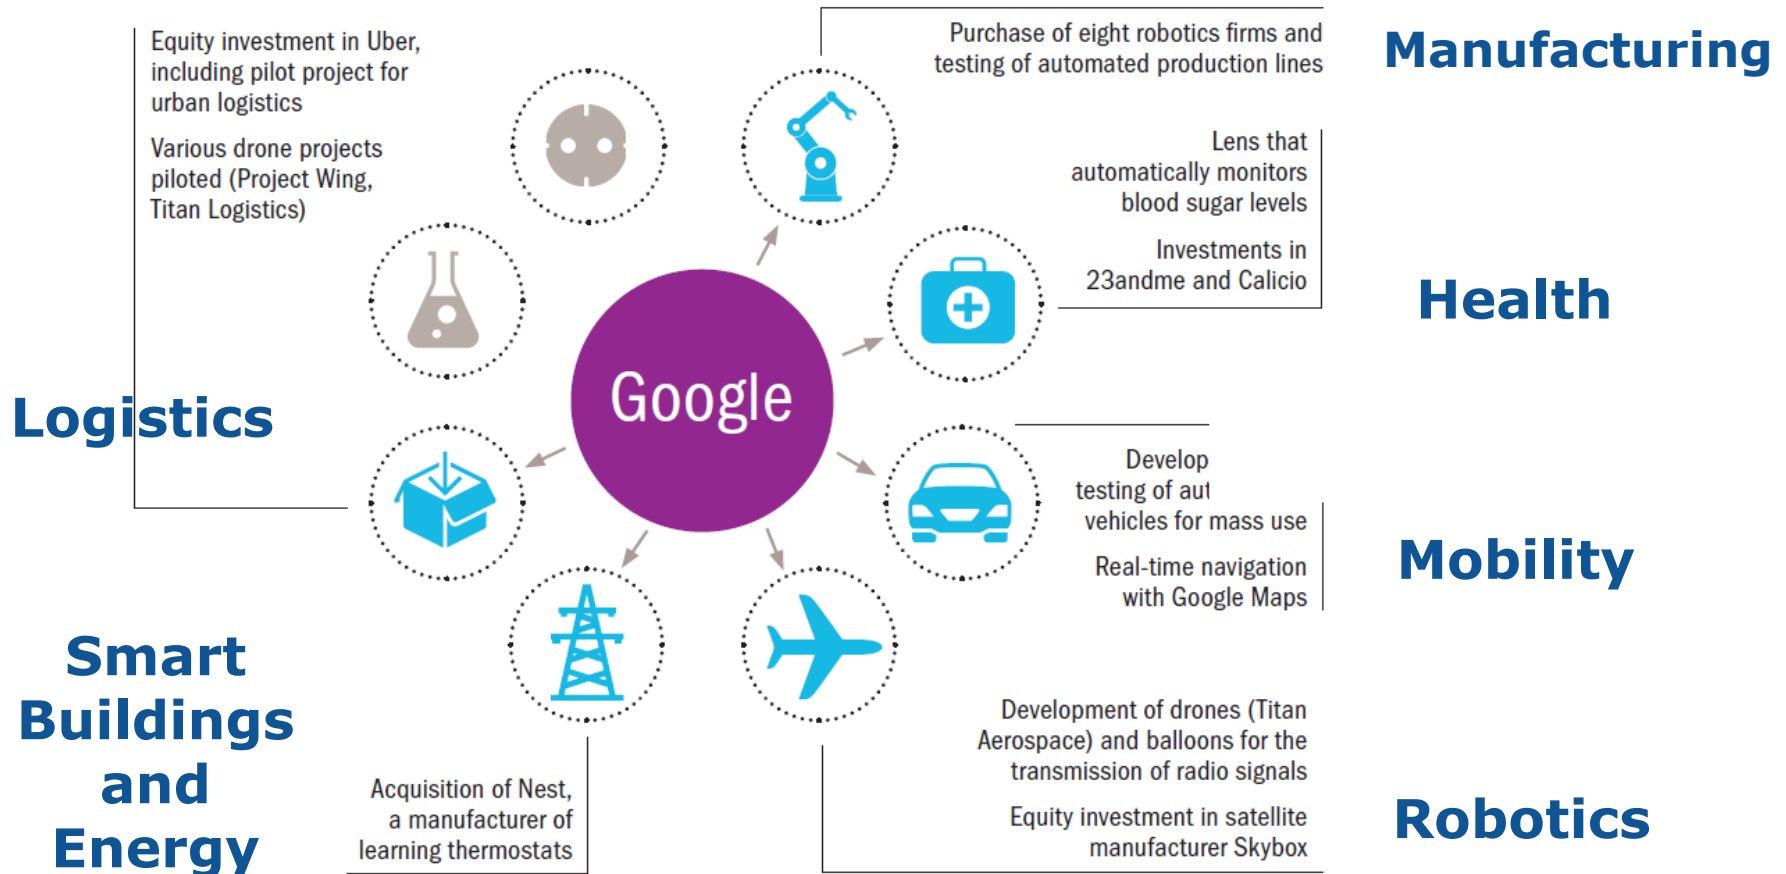 Equity investment in Uber,
including pilot project for
urban logistics
Various drone projects
piloted (Project Wing,
Titan Logistics)
Purchase of eight robotics firms and
testing of automated production lines
Manufacturing
Lens that
automatically monitors
blood sugar levels
Investments in
23andme and Calicio
Health
Google
Logistics
Develop
testing of aut
vehicles for mass use
Real-time navigation
with Google Maps
Mobility
Smart
Buildings
and
Energy
Acquisition of Nest,
a manufacturer of
learning thermostats
Development of drones (Titan
Aerospace) and balloons for the
transmission of radio signals
Equity investment in satellite
manufacturer Skybox
Robotics